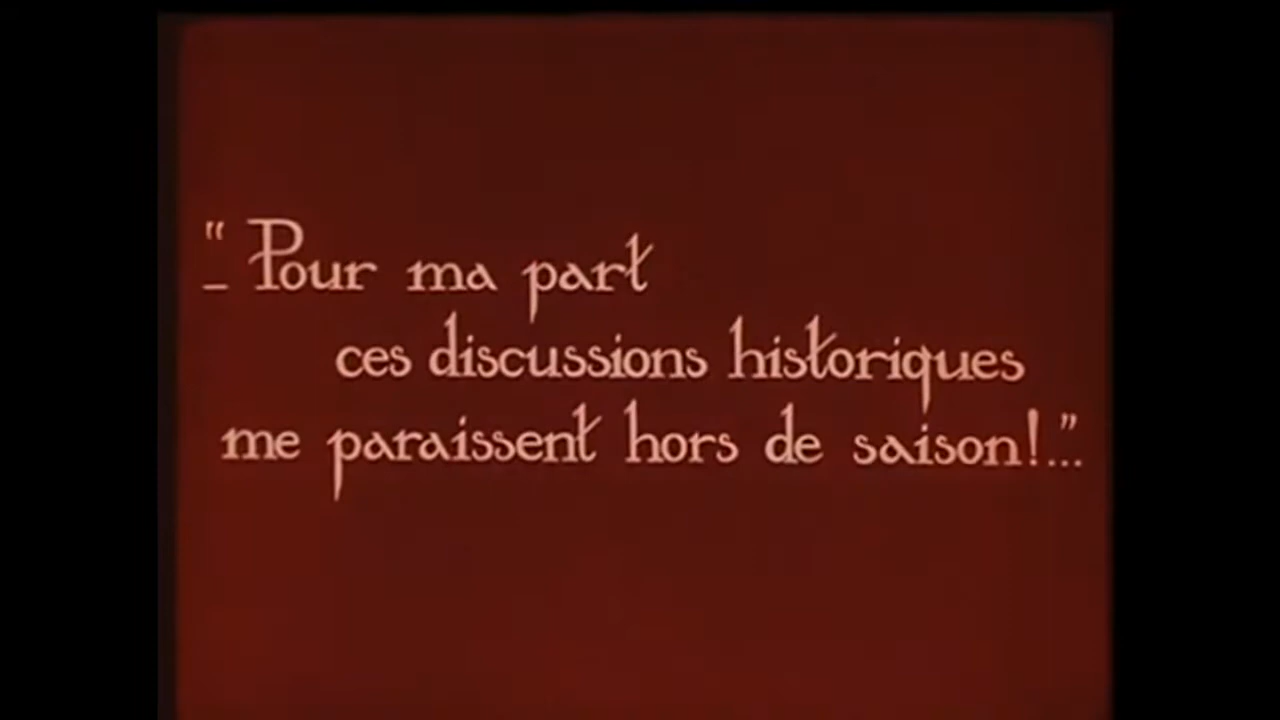 "– Pour ma part
ces discussions historiques
me paraissent hors de saison!..."